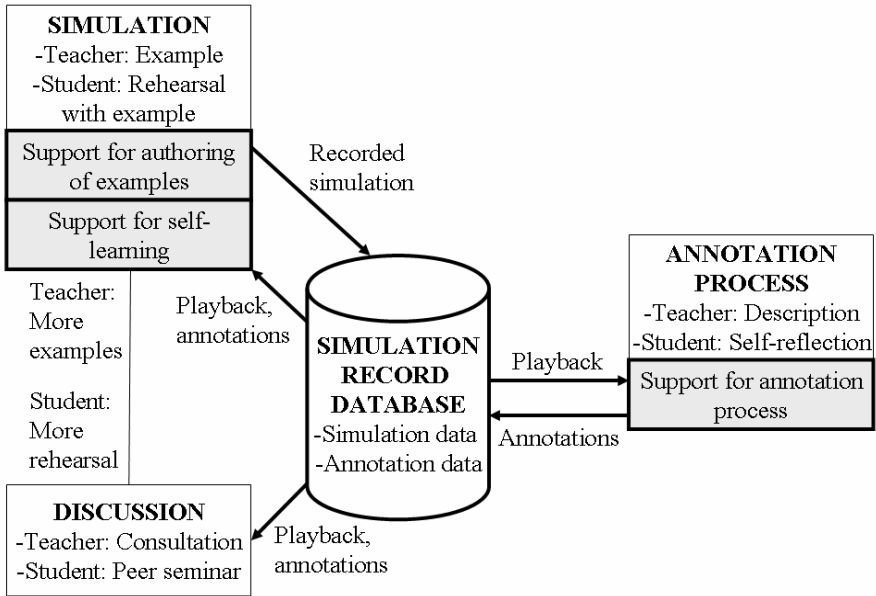 SIMULATION
-Teacher: Example
-Student: Rehearsal
with example
Support for authoring
of examples
Support for self-
learning
Recorded
simulation
Playback,
annotations
Teacher:
More
examples
Student:
More
rehearsal
SIMULATION
RECORD
DATABASE
-Simulation data
-Annotation data
Playback
Annotations
ANNOTATION
PROCESS
-Teacher: Description
-Student: Self-reflection
Support for annotation
process
DISCUSSION
-Teacher: Consultation
-Student: Peer seminar
Playback,
annotations